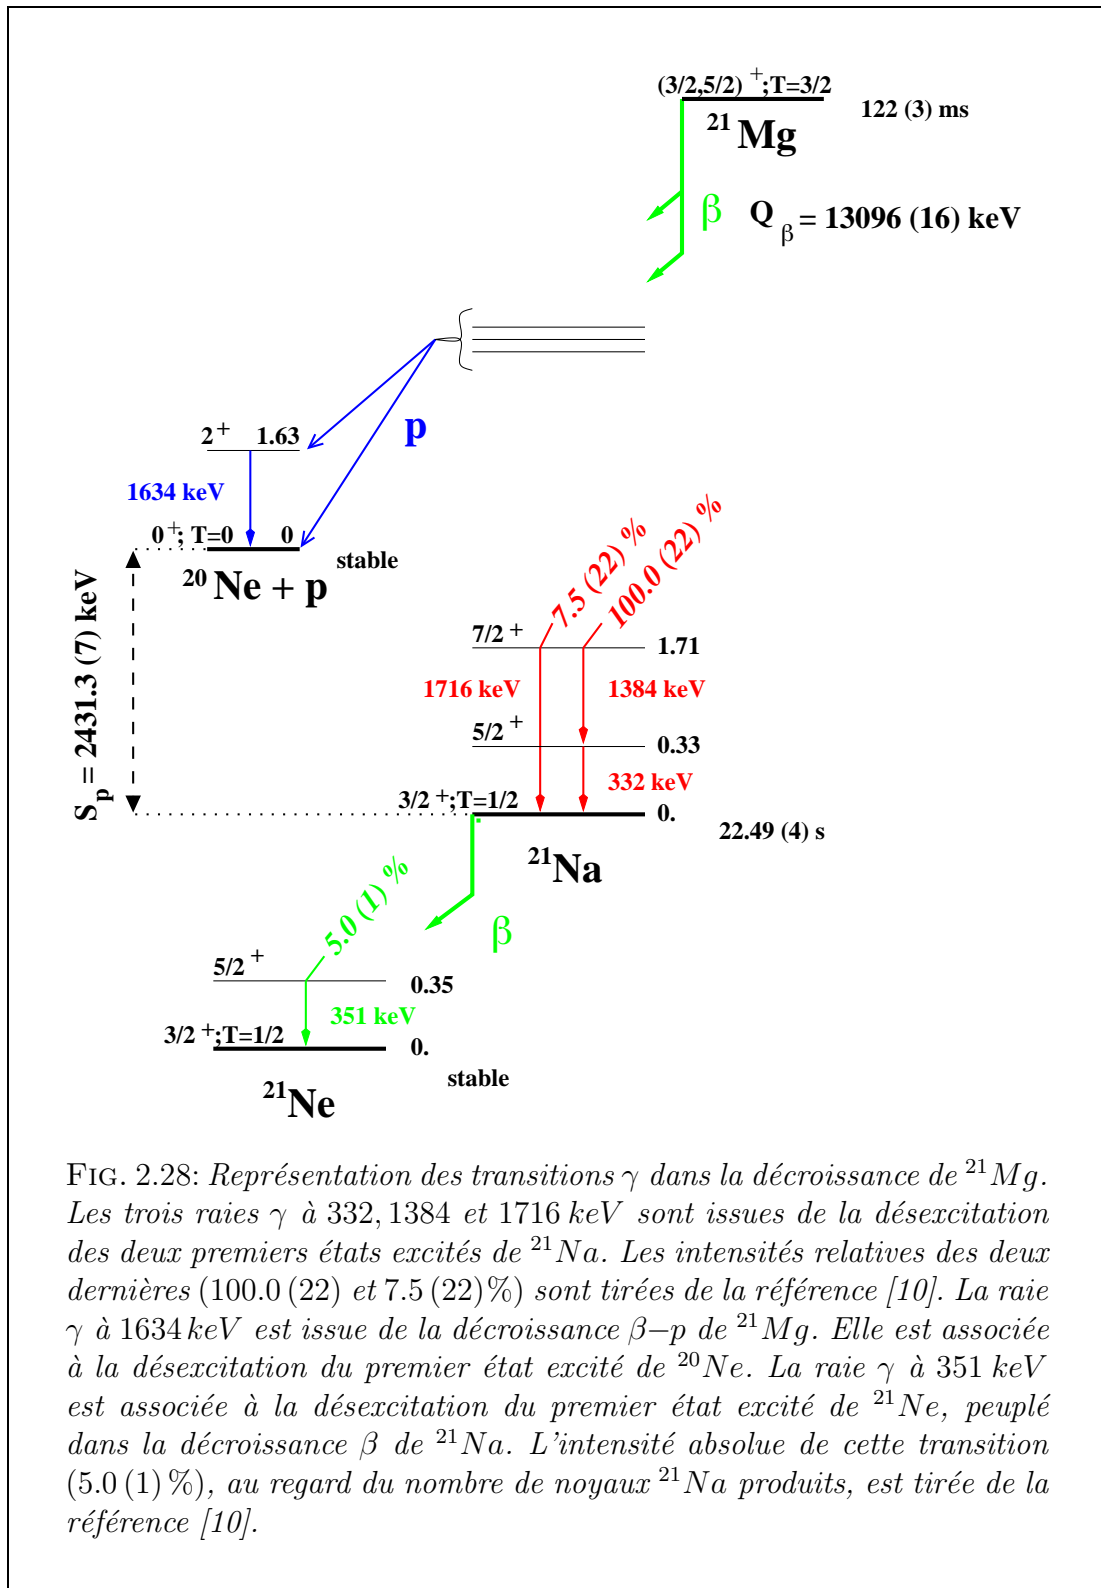 (3/2,5/2) +;T=3/2
122 (3) ms
21Mg
β
Q β = 13096 (16) keV
p
2+ 1.63
1634 keV
0+; T=0 0
stable
20Ne + p
S p = 2431.3 (7) keV
7.5 (22) %
100.0 (22) %
7/2 +
1.71
1716 keV
1384 keV
5/2 +
0.33
332 keV
3/2 +;T=1/2
0.
22.49 (4) s
21Na
β
5.0 (1) %
5/2 +
0.35
351 keV
3/2 +;T=1/2
0.
stable
21Ne
FIG. 2.28: Représentation des transitions γ dans la décroissance de 21Mg.
Les trois raies γ à 332, 1384 et 1716 keV sont issues de la désexcitation
des deux premiers états excités de 21Na. Les intensités relatives des deux
dernières (100.0 (22) et 7.5 (22)%) sont tirées de la référence [10]. La raie
γ à 1634 keV est issue de la décroissance β−p de 21Mg. Elle est associée
à la désexcitation du premier état excité de 20Ne. La raie γ à 351 keV
est associée à la désexcitation du premier état excité de 21Ne, peuplé
dans la décroissance β de 21Na. L'intensité absolue de cette transition
(5.0 (1) %), au regard du nombre de noyaux 21Na produits, est tirée de la
référence [10].